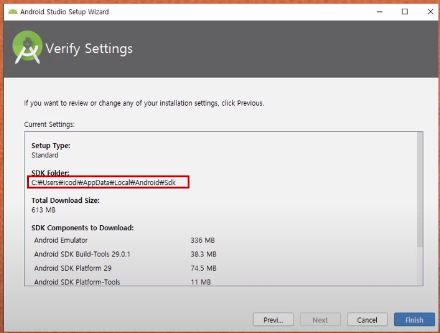 Android Studio Setup Wizard
Verify Settings
If you want to review or change any of your installation settings, click Previous.
Current Settings:
Setup Type:
Standard
SDK Folder:
C:₩Users₩icodi₩AppData₩Local₩Android₩Sdk
Total Download Size:
613 MB
SDK Components to Download:
Android Emulator 336 MB
Android SDK Build-Tools 29.0.1 38.3 MB
Android SDK Platform 29 74.5 MB
Android SDK Platform-Tools 11 MB
Previ... Next Cancel Finish